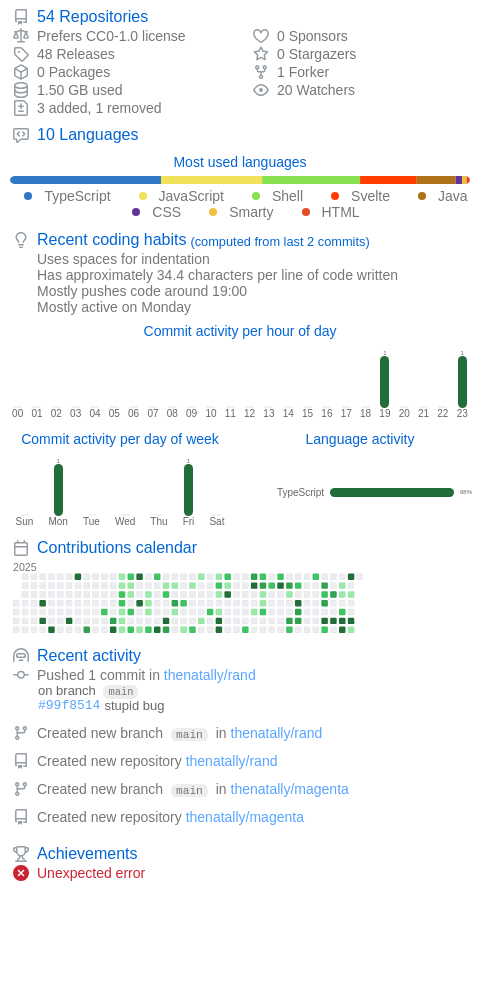 54 Repositories
Prefers CC0-1.0 license
0 Sponsors
48 Releases
0 Stargazers
0 Packages
1 Forker
1.50 GB used
20 Watchers
3 added, 1 removed
10 Languages
Most used languages
TypeScript JavaScript Shell Svelte Java
CSS Smarty HTML
Recent coding habits (computed from last 2 commits)
Uses spaces for indentation
Has approximately 34.4 characters per line of code written
Mostly pushes code around 19:00
Mostly active on Monday
Commit activity per hour of day
1 1
00 01 02 03 04 05 06 07 08 09 10 11 12 13 14 15 16 17 18 19 20 21 22 23
Commit activity per day of week
1 1
Sun Mon Tue Wed Thu Fri Sat
Language activity
TypeScript 98%
Contributions calendar
2025
Recent activity
Pushed 1 commit in thenatally/rand
on branch main
#99f8514 stupid bug
Created new branch main in thenatally/rand
Created new repository thenatally/rand
Created new branch main in thenatally/magenta
Created new repository thenatally/magenta
Achievements
Unexpected error